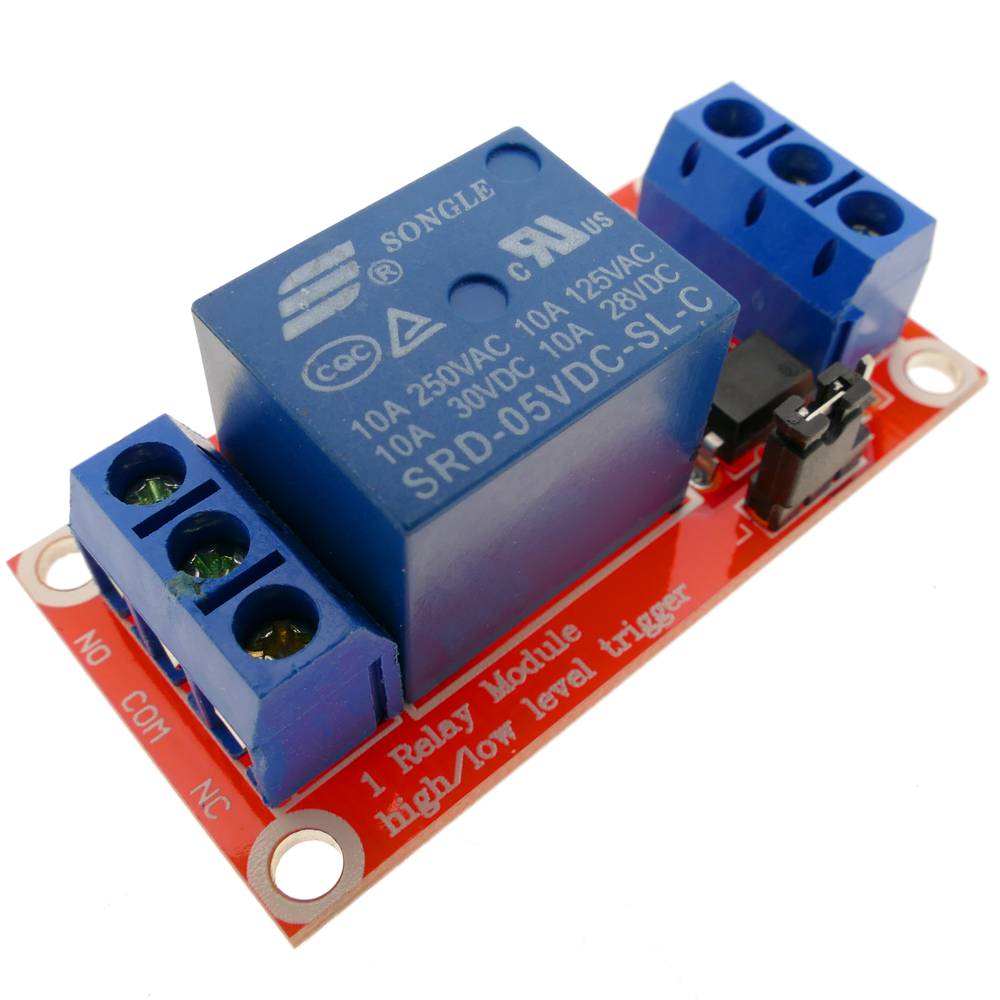 SONGLE
®
c RU US
CQC
10A 250VAC 10A 125VAC
10A 30VDC 10A 28VDC
SRD-05VDC-SL-C
NO
COM
NC
1 Relay Module
high/low level trigger